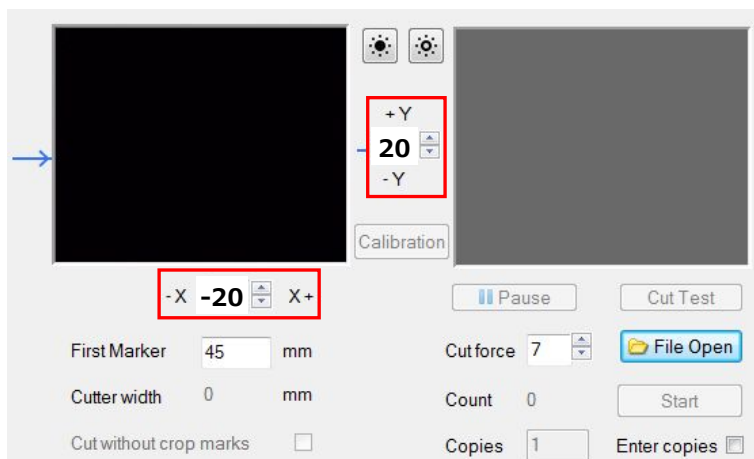 +Y
20
-Y
Calibration
-X -20 X+
Pause Cut Test
First Marker 45 mm Cut force 7 File Open
Cutter width 0 mm Count 0 Start
Cut without crop marks Copies 1 Enter copies